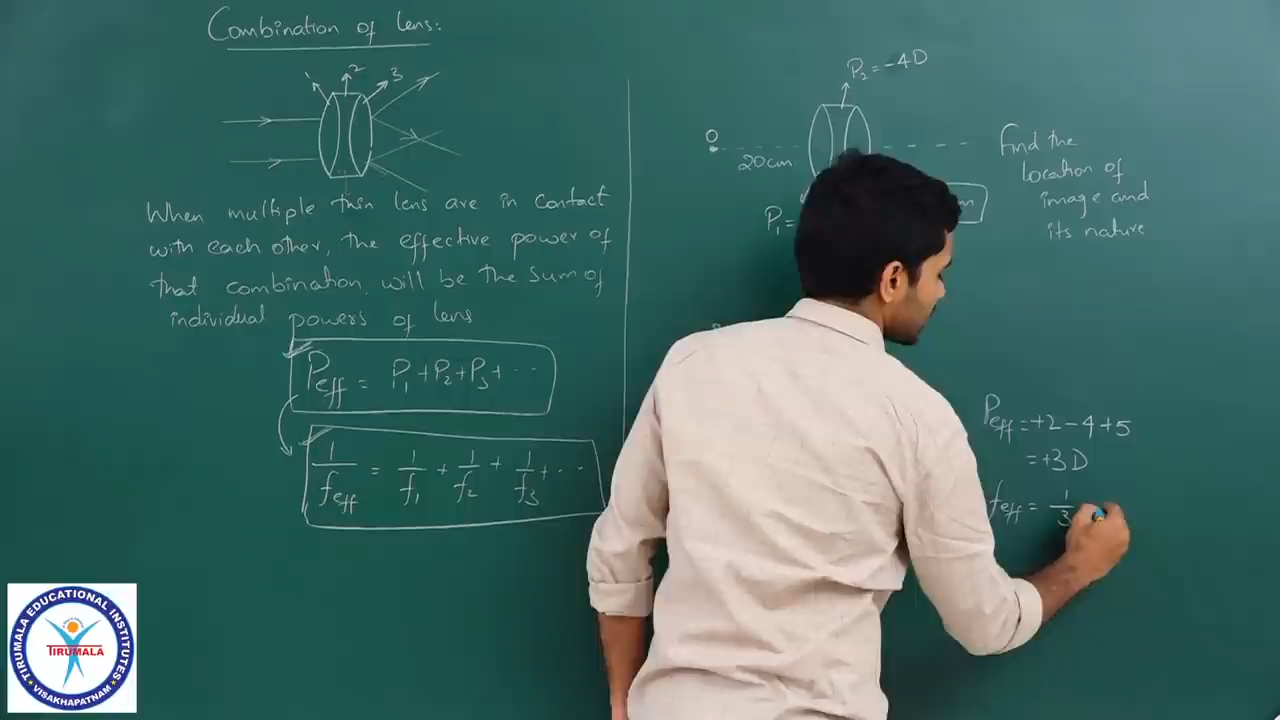 Combination of lens:
1 2 3
When multiple thin lens are in contact
with each other, the effective power of
that combination will be the sum of
individual powers of lens
Peff = P1 + P2 + P3 + ...
1/feff = 1/f1 + 1/f2 + 1/f3 + ...
P2 = -4D
O
20cm
P1 =
m
Find the
location of
image and
its nature
Peff = +2 - 4 + 5
= +3D
feff = 1/3
TIRUMALA EDUCATIONAL INSTITUTES
TIRUMALA
VISAKHAPATNAM